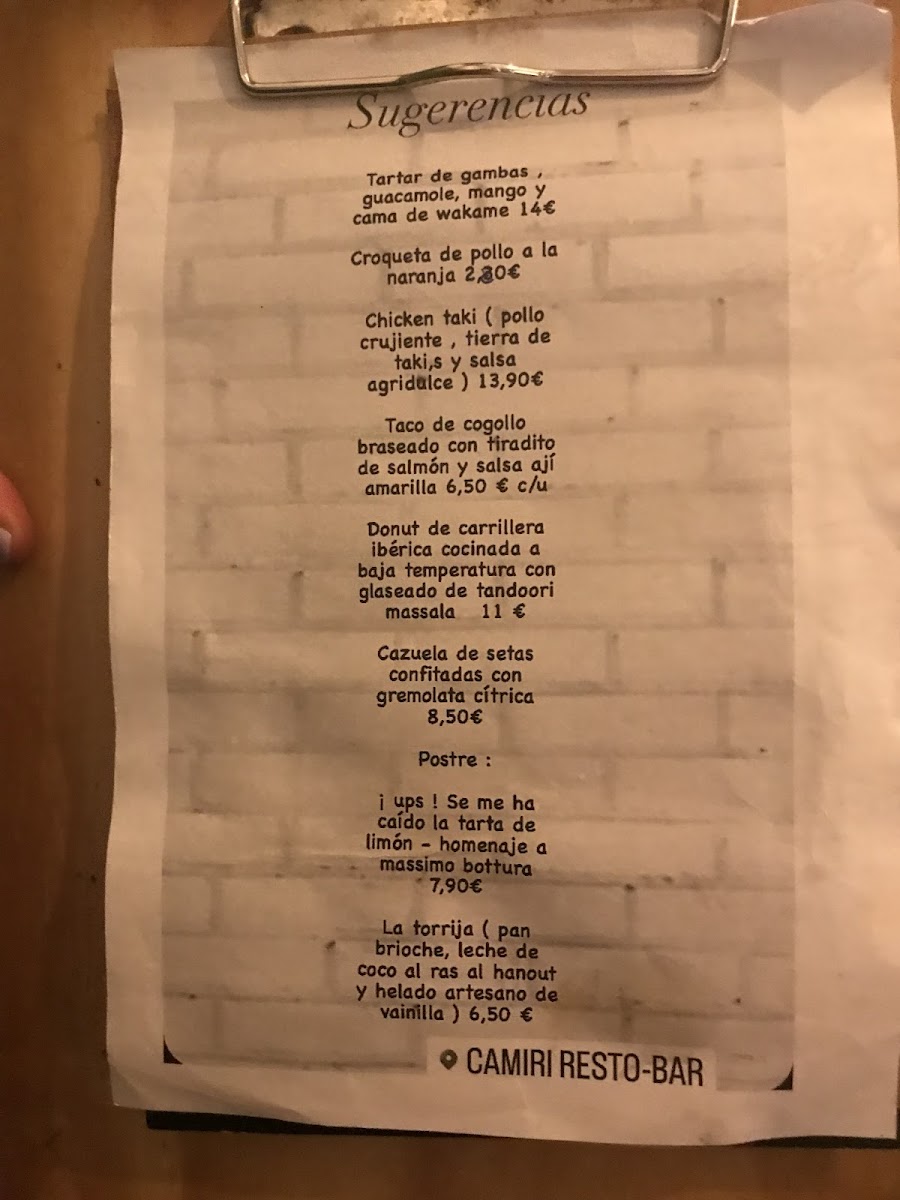 Sugerencias
Tartar de gambas ,
guacamole, mango y
cama de wakame 14€
Croqueta de pollo a la
naranja 2,80€
Chicken taki ( pollo
crujiente , tierra de
taki,s y salsa
agridulce ) 13,90€
Taco de cogollo
braseado con tiradito
de salmón y salsa ají
amarilla 6,50 € c/u
Donut de carrillera
ibérica cocinada a
baja temperatura con
glaseado de tandoori
massala 11 €
Cazuela de setas
confitadas con
gremolata cítrica
8,50€
Postre :
¡ ups ! Se me ha
caído la tarta de
limón - homenaje a
massimo bottura
7,90€
La torrija ( pan
brioche, leche de
coco al ras al hanout
y helado artesano de
vainilla ) 6,50 €
CAMIRI RESTO-BAR